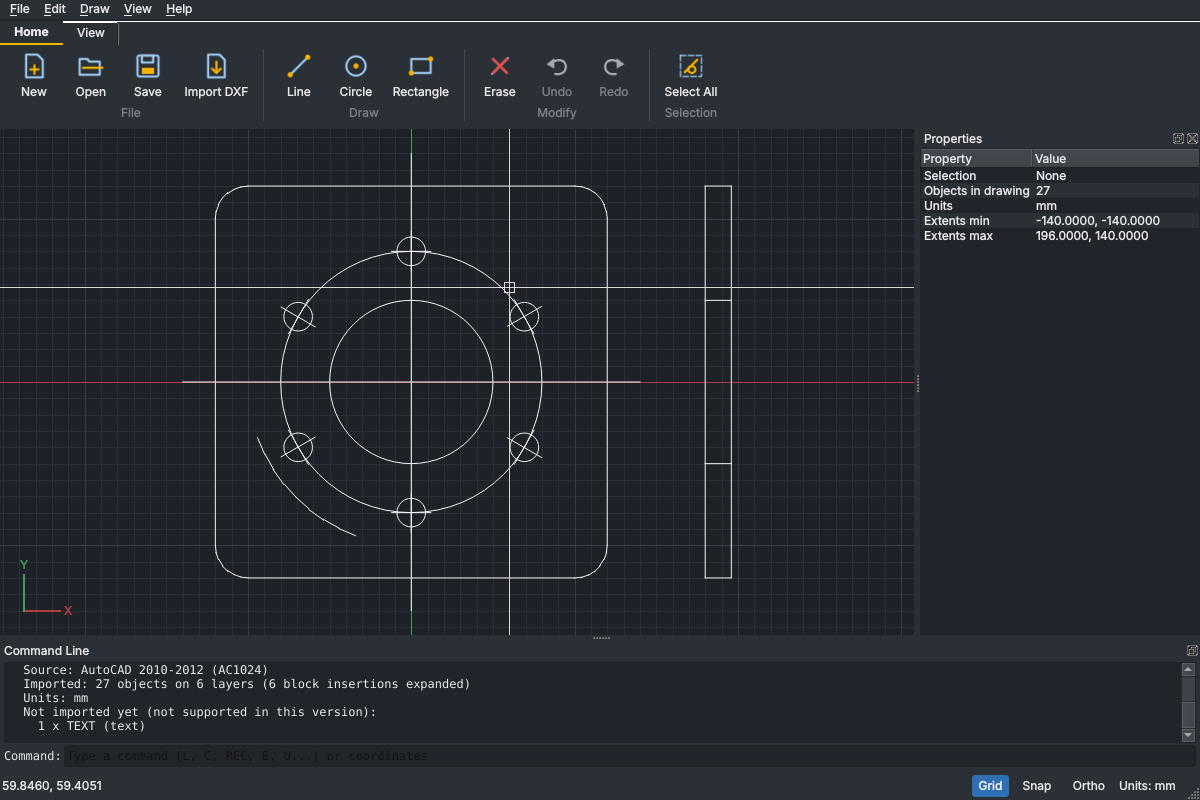 File Edit Draw View Help
Home View
New Open Save Import DXF Line Circle Rectangle Erase Undo Redo Select All
File Draw Modify Selection
Properties
Property Value
Selection None
Objects in drawing 27
Units mm
Extents min -140.0000, -140.0000
Extents max 196.0000, 140.0000
Y
X
Command Line
Source: AutoCAD 2010-2012 (AC1024)
Imported: 27 objects on 6 layers (6 block insertions expanded)
Units: mm
Not imported yet (not supported in this version):
1 x TEXT (text)
Command: Type a command (L, C, REC, E, U...) or coordinates
59.8460, 59.4051 Grid Snap Ortho Units: mm